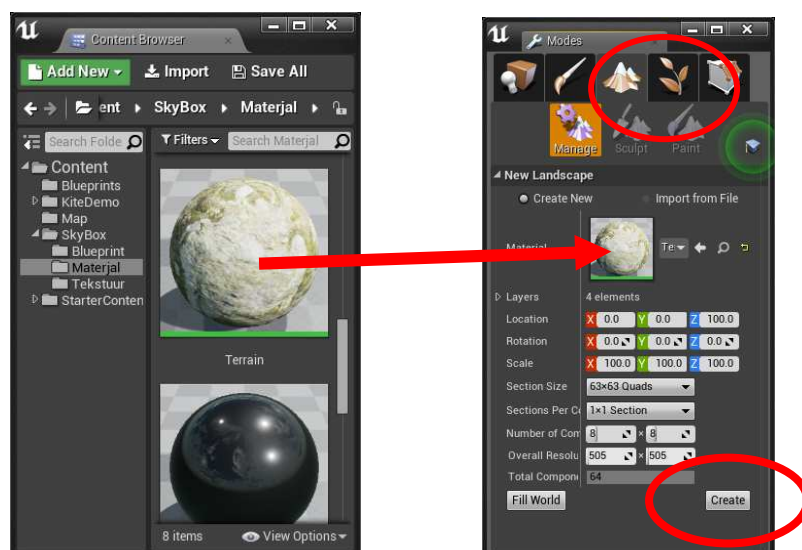 Content Browser
Add New
Import
Save All
ent
SkyBox
Materjal
Search Folde
Filters
Search Materjal
Content
Blueprints
KiteDemo
Map
SkyBox
Blueprint
Materjal
Tekstuur
StarterConten
Terrain
8 items
View Options
Modes
Manage
Sculpt
Paint
New Landscape
Create New
Import from File
Material
Te
Layers
4 elements
Location
X 0.0 Y 0.0 Z 100.0
Rotation
X 0.0 Y 0.0 Z 0.0
Scale
X 100.0 Y 100.0 Z 100.0
Section Size
63×63 Quads
Sections Per Co
1×1 Section
Number of Com
8 × 8
Overall Resolu
505 × 505
Total Compone
64
Fill World
Create